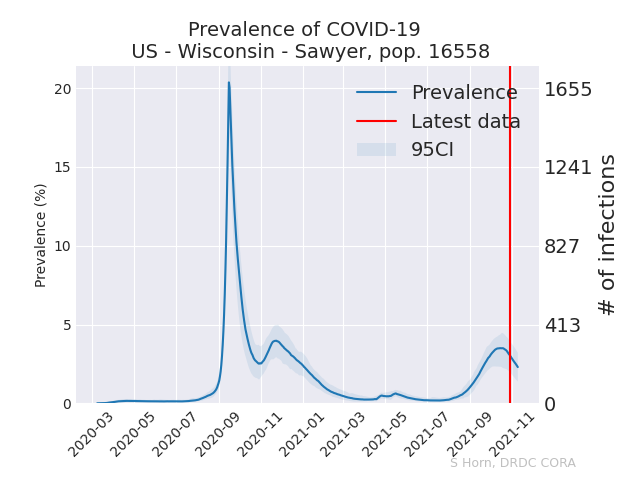 Prevalence of COVID-19
US - Wisconsin - Sawyer, pop. 16558
Prevalence
Latest data
95CI
Prevalence (%)
20
15
10
5
0
1655
1241
827
413
0
# of infections
2020-03
2020-05
2020-07
2020-09
2020-11
2021-01
2021-03
2021-05
2021-07
2021-09
2021-11
S Horn, DRDC CORA